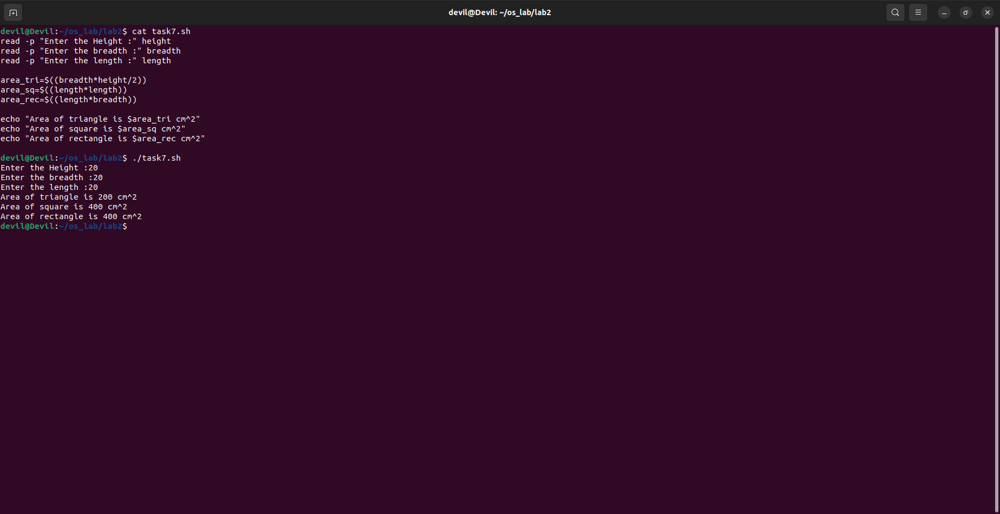 devil@Devil: ~/os_lab/lab2
devil@Devil:~/os_lab/lab2$ cat task7.sh
read -p "Enter the Height :" height
read -p "Enter the breadth :" breadth
read -p "Enter the length :" length
area_tri=$((breadth*height/2))
area_sq=$((length*length))
area_rec=$((length*breadth))
echo "Area of triangle is $area_tri cm^2"
echo "Area of square is $area_sq cm^2"
echo "Area of rectangle is $area_rec cm^2"
devil@Devil:~/os_lab/lab2$ ./task7.sh
Enter the Height :20
Enter the breadth :20
Enter the length :20
Area of triangle is 200 cm^2
Area of square is 400 cm^2
Area of rectangle is 400 cm^2
devil@Devil:~/os_lab/lab2$